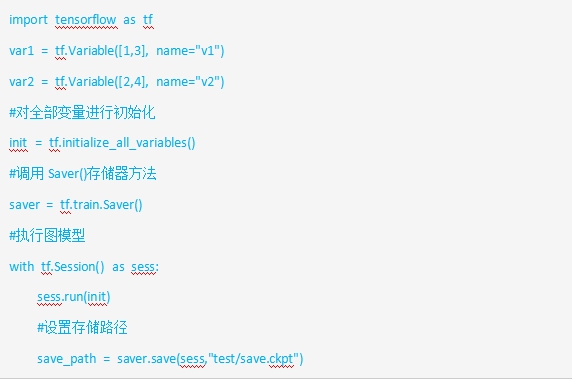 import tensorflow as tf
var1 = tf.Variable([1,3], name="v1")
var2 = tf.Variable([2,4], name="v2")
#对全部变量进行初始化
init = tf.initialize_all_variables()
#调用 Saver()存储器方法
saver = tf.train.Saver()
#执行图模型
with tf.Session() as sess:
    sess.run(init)
    #设置存储路径
    save_path = saver.save(sess,"test/save.ckpt")